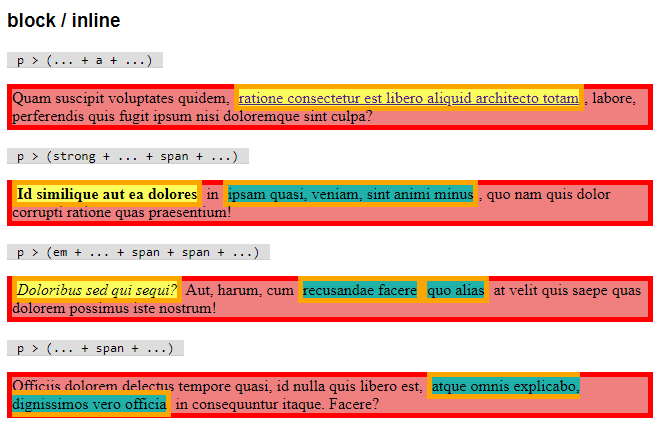 block / inline
p > (... + a + ...)
Quam suscipit voluptates quidem, ratione consectetur est libero aliquid architecto totam, labore,
perferendis quis fugit ipsum nisi doloremque sint culpa?
p > (strong + ... + span + ...)
Id similique aut ea dolores in ipsam quasi, veniam, sint animi minus, quo nam quis dolor
corrupti ratione quas praesentium!
p > (em + ... + span + span + ...)
Doloribus sed qui sequi? Aut, harum, cum recusandae facere quo alias at velit quis saepe quas
dolorem possimus iste nostrum!
p > (... + span + ...)
Officiis dolorem delectus tempore quasi, id nulla quis libero est, atque omnis explicabo,
dignissimos vero officia in consequuntur itaque. Facere?